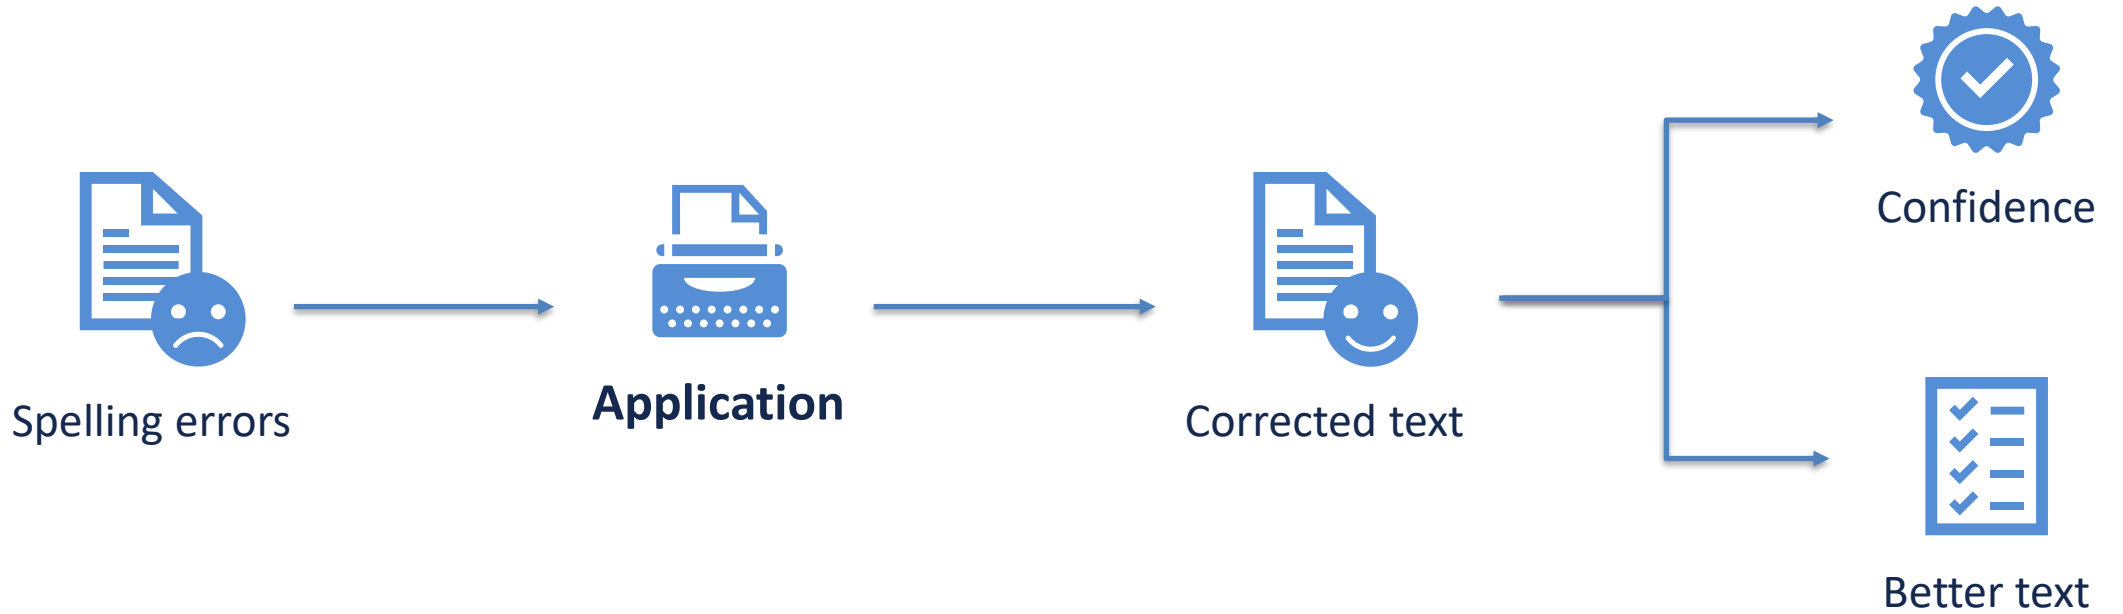 Spelling errors
Application
Corrected text
Confidence
Better text